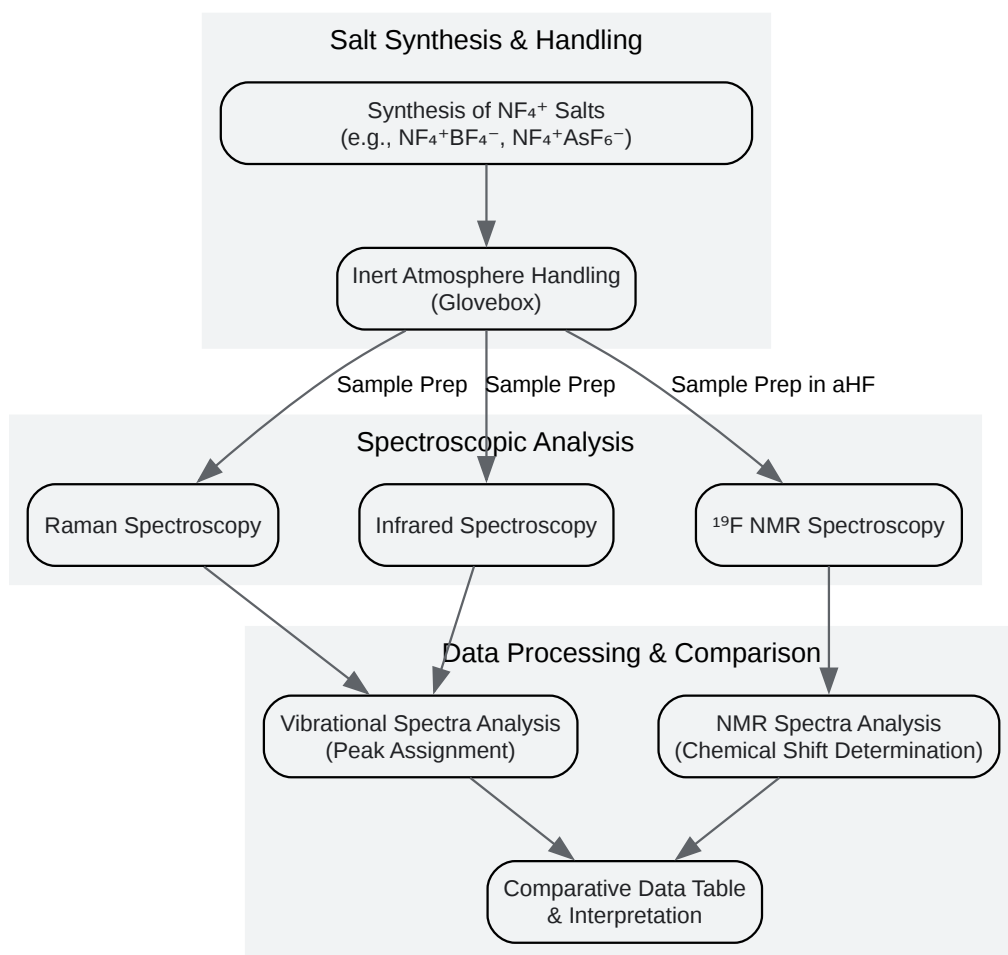 Salt Synthesis & Handling
Synthesis of NF₄⁺ Salts
(e.g., NF₄⁺BF₄⁻, NF₄⁺AsF₆⁻)
Inert Atmosphere Handling
(Glovebox)
Sample Prep
Sample Prep
Sample Prep in aHF
Spectroscopic Analysis
Raman Spectroscopy
Infrared Spectroscopy
¹⁹F NMR Spectroscopy
Data Processing & Comparison
Vibrational Spectra Analysis
(Peak Assignment)
NMR Spectra Analysis
(Chemical Shift Determination)
Comparative Data Table
& Interpretation